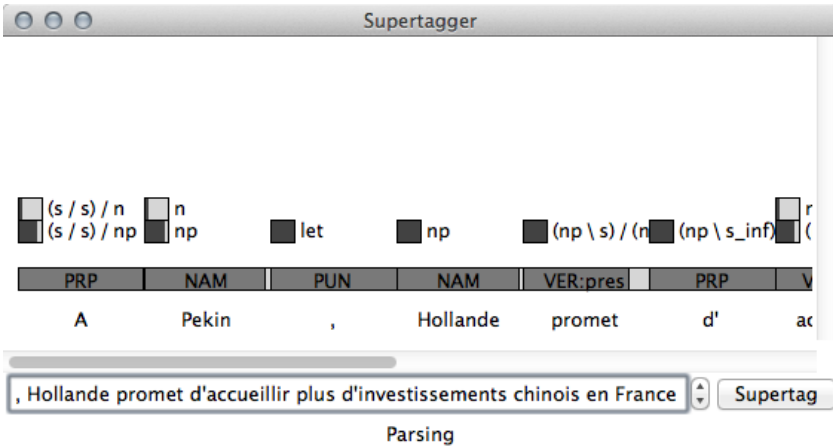 Supertagger
(s / s) / n n
(s / s) / np np let np (np \ s) / (n (np \ s_inf) (
PRP NAM PUN NAM VER:pres PRP V
A Pekin , Hollande promet d' ac
, Hollande promet d'accueillir plus d'investissements chinois en France Supertag
Parsing